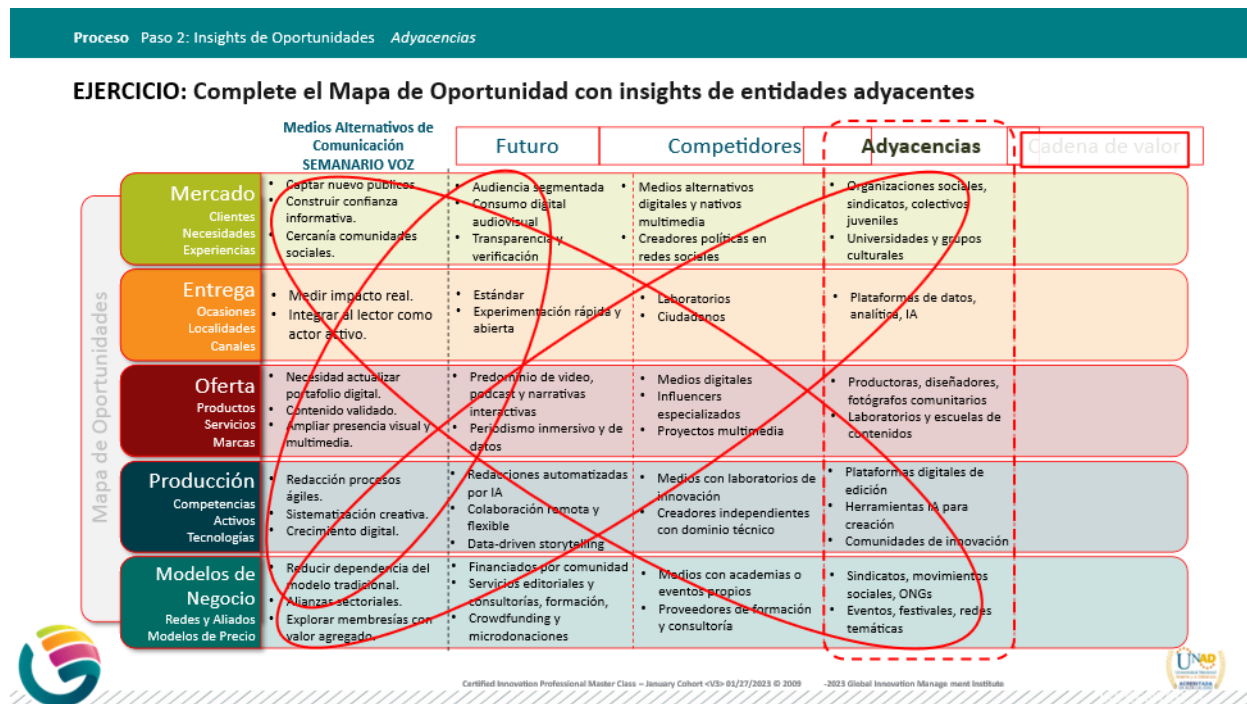 Proceso Paso 2: Insights de Oportunidades Adyacencias
EJERCICIO: Complete el Mapa de Oportunidad con insights de entidades adyacentes
Medios Alternativos de
Comunicación
SEMANARIO VOZ
Futuro
Competidores
Adyacencias
Cadena de valor
Mapa de Oportunidades
Mercado
Clientes
Necesidades
Experiencias
• Captar nuevo públicos.
• Construir confianza
informativa.
• Cercanía comunidades
sociales.
• Audiencia segmentada
• Consumo digital
audiovisual
• Transparencia y
verificación
• Medios alternativos
digitales y nativos
multimedia
• Creadores políticas en
redes sociales
• Organizaciones sociales,
sindicatos, colectivos
juveniles
• Universidades y grupos
culturales
Entrega
Ocasiones
Localidades
Canales
• Medir impacto real.
• Integrar al lector como
actor activo.
• Estándar
• Experimentación rápida y
abierta
• Laboratorios
• Ciudadanos
• Plataformas de datos,
analítica, IA
Oferta
Productos
Servicios
Marcas
• Necesidad actualizar
portafolio digital.
• Contenido validado.
• Ampliar presencia visual y
multimedia.
• Predominio de video,
podcast y narrativas
interactivas
• Periodismo inmersivo y de
datos
• Medios digitales
• Influencers
especializados
• Proyectos multimedia
• Productoras, diseñadores,
fotógrafos comunitarios
• Laboratorios y escuelas de
contenidos
Producción
Competencias
Activos
Tecnologías
• Redacción procesos
ágiles.
• Sistematización creativa.
• Crecimiento digital.
• Redacciones automatizadas
por IA
• Colaboración remota y
flexible
• Data-driven storytelling
• Medios con laboratorios de
innovación
• Creadores independientes
con dominio técnico
• Plataformas digitales de
edición
• Herramientas IA para
creación
• Comunidades de innovación
Modelos de
Negocio
Redes y Aliados
Modelos de Precio
• Reducir dependencia del
modelo tradicional.
• Alianzas sectoriales.
• Explorar membresías con
valor agregado.
• Financiados por comunidad
• Servicios editoriales y
consultorías, formación,
• Crowdfunding y
microdonaciones
• Medios con academias o
eventos propios
• Proveedores de formación
y consultoría
• Sindicatos, movimientos
sociales, ONGs
• Eventos, festivales, redes
temáticas
Certified Innovation Professional Master Class – January Cohort <V3> 01/27/2023 © 2009 -2023 Global Innovation Manage ment Institute
UNAD